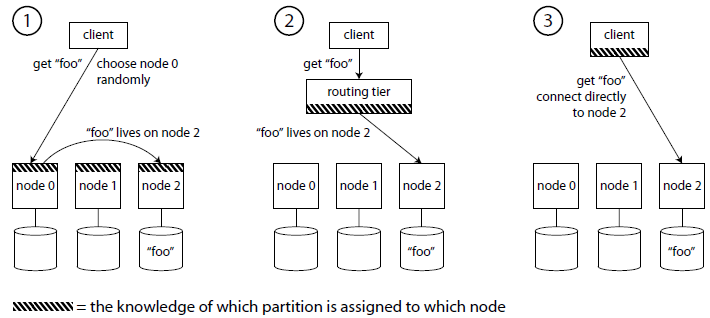 1
client
get “foo”
choose node 0
randomly
“foo” lives on node 2
node 0
node 1
node 2
“foo”
2
client
get “foo”
routing tier
“foo” lives on node 2
node 0
node 1
node 2
“foo”
3
client
get “foo”
connect directly
to node 2
node 0
node 1
node 2
“foo”
= the knowledge of which partition is assigned to which node